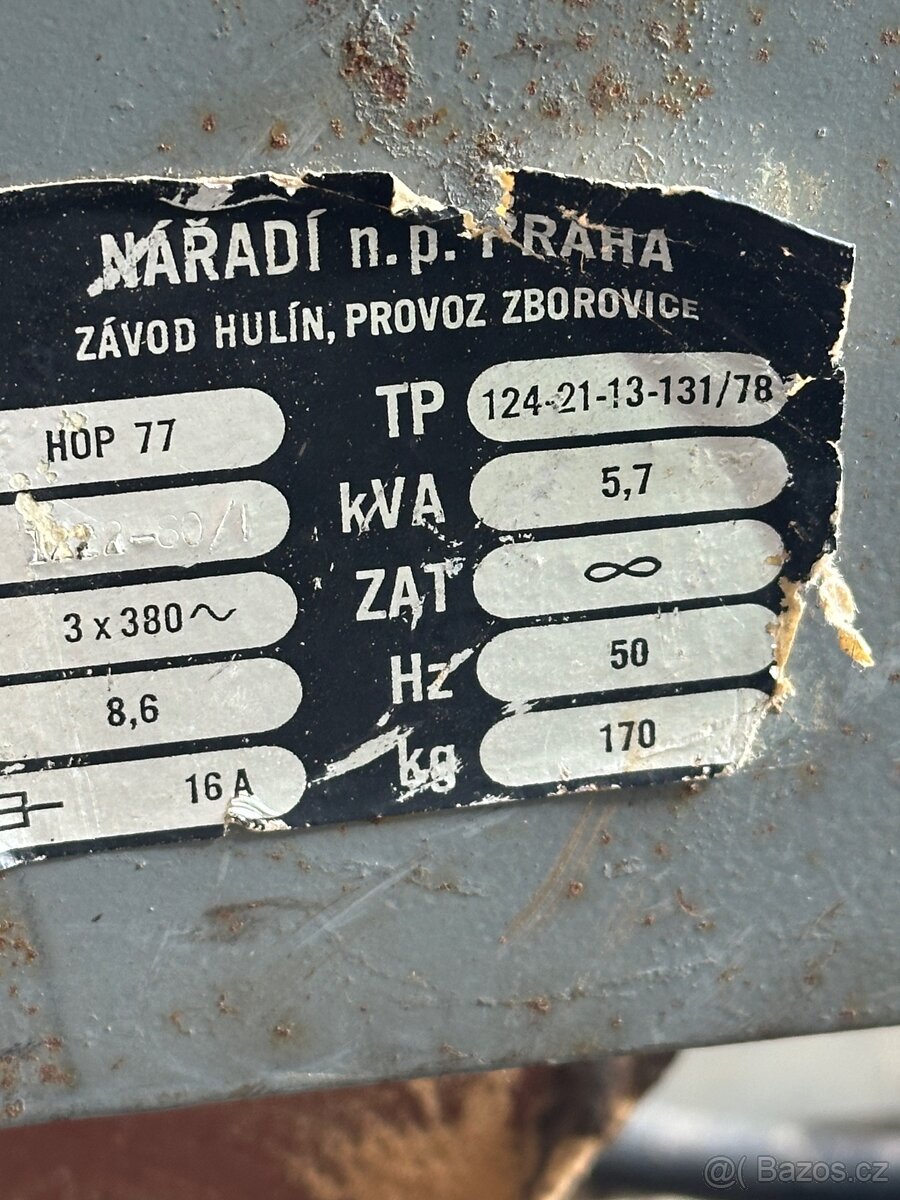 NÁŘADÍ n.p. PRAHA
ZÁVOD HULÍN, PROVOZ ZBOROVICE
HOP 77
TP 124-21-13-131/78
kVA 5,7
3 x 380~
ZAT ∞
8,6
Hz 50
16 A
kg 170
@( Bazos.cz